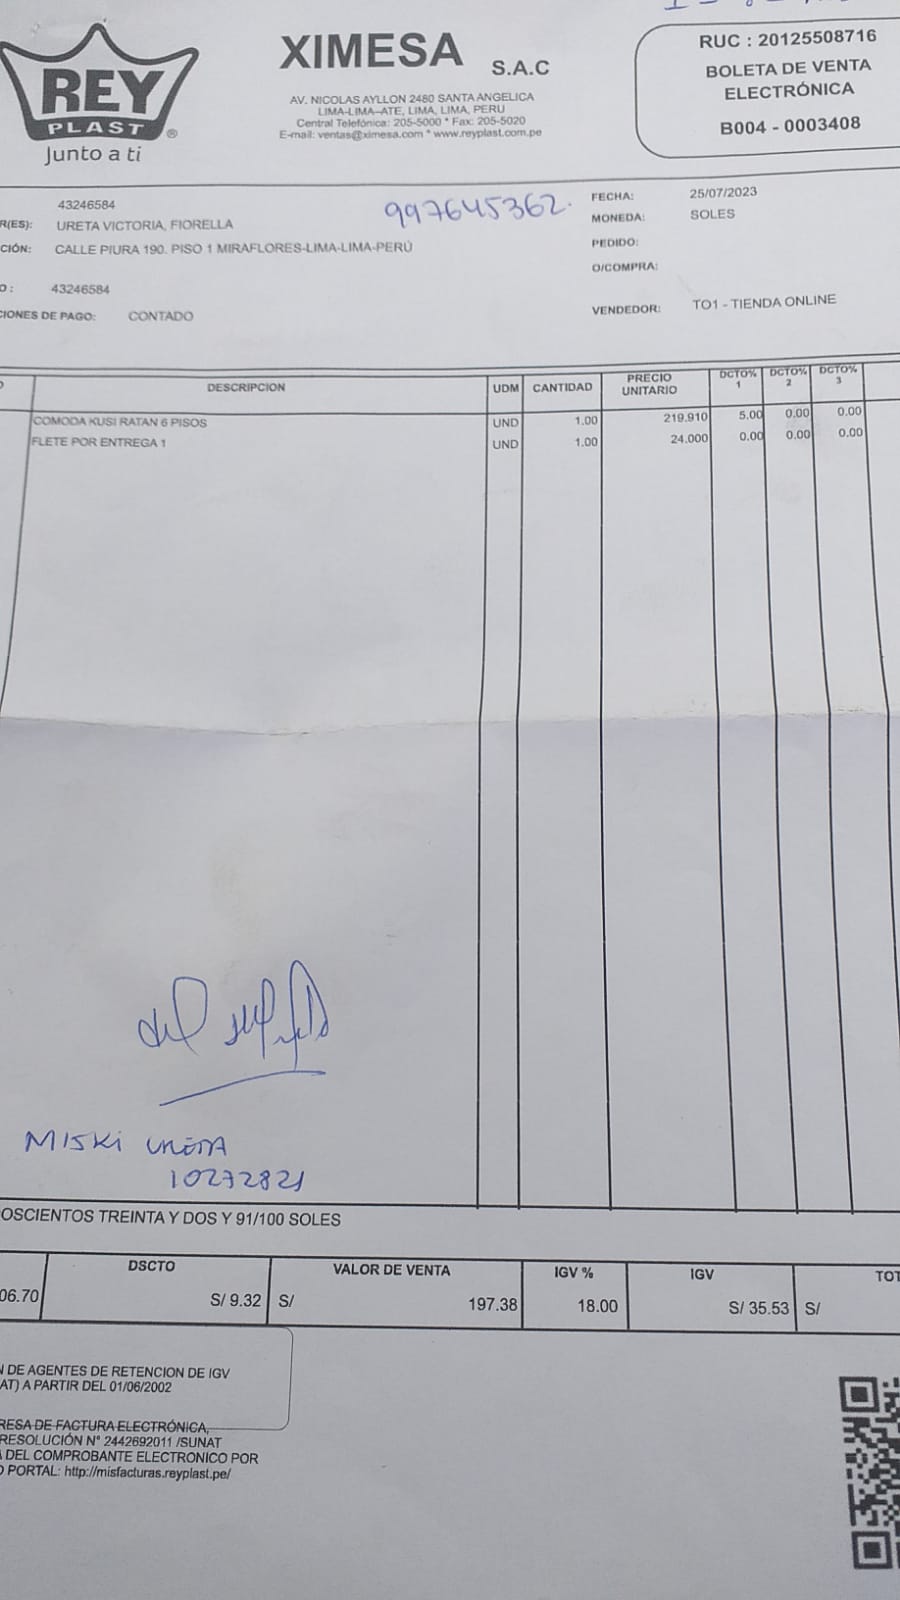 REY
PLAST ®
Junto a ti
XIMESA S.A.C
AV. NICOLAS AYLLON 2480 SANTA ANGELICA
LIMA-LIMA--ATE, LIMA, LIMA, PERU
Central Telefónica: 205-5000 * Fax: 205-5020
E-mail: ventas@ximesa.com * www.reyplast.com.pe
RUC : 20125508716
BOLETA DE VENTA
ELECTRÓNICA
B004 - 0003408
43246584
R(ES): URETA VICTORIA, FIORELLA
CIÓN: CALLE PIURA 190. PISO 1 MIRAFLORES-LIMA-LIMA-PERÚ
O : 43246584
CIONES DE PAGO: CONTADO
997645362.
FECHA: 25/07/2023
MONEDA: SOLES
PEDIDO:
O/COMPRA:
VENDEDOR: TO1 - TIENDA ONLINE
O DESCRIPCION UDM CANTIDAD PRECIO UNITARIO DCTO% 1 DCTO% 2 DCTO% 3
COMODA KUSI RATAN 6 PISOS UND 1.00 219.910 5.00 0.00 0.00
FLETE POR ENTREGA 1 UND 1.00 24.000 0.00 0.00 0.00
MISKI URETA
10272821
OSCIENTOS TREINTA Y DOS Y 91/100 SOLES
DSCTO VALOR DE VENTA IGV % IGV TOT
06.70 S/ 9.32 S/ 197.38 18.00 S/ 35.53 S/
N DE AGENTES DE RETENCION DE IGV
AT) A PARTIR DEL 01/06/2002
RESA DE FACTURA ELECTRÓNICA,
RESOLUCIÓN N° 2442692011 /SUNAT
A DEL COMPROBANTE ELECTRONICO POR
O PORTAL: http://misfacturas.reyplast.pe/